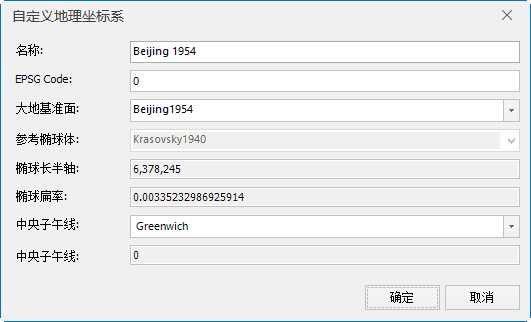 自定义地理坐标系
名称: Beijing 1954
EPSG Code: 0
大地基准面: Beijing1954
参考椭球体: Krasovsky1940
椭球长半轴: 6,378,245
椭球扁率: 0.00335232986925914
中央子午线: Greenwich
中央子午线: 0
确定 取消